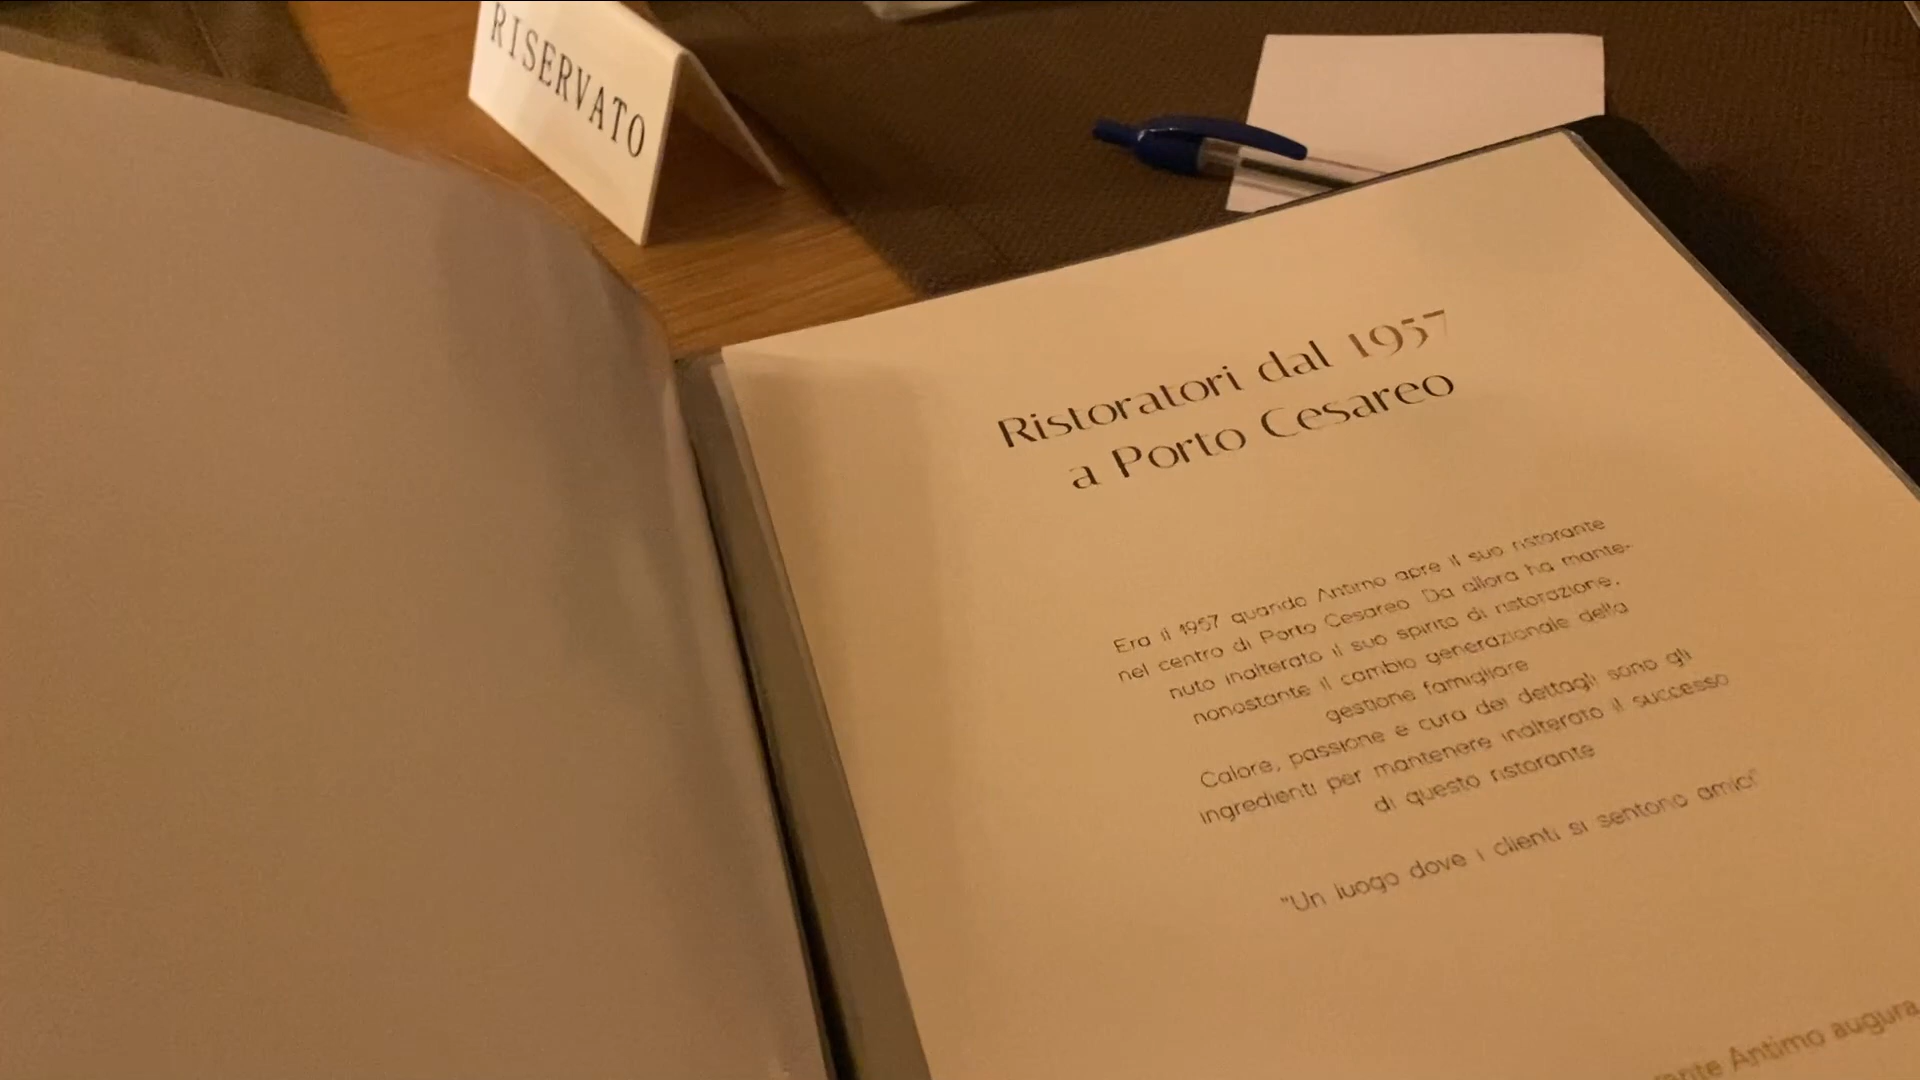 RISERVATO
Ristoratori dal 1957
a Porto Cesareo
Era il 1957 quando Antimo apre il suo ristorante
nel centro di Porto Cesareo. Da allora ha mante-
nuto inalterato il suo spirito di ristorazione,
nonostante il cambio generazionale della
gestione famigliare
Calore, passione e cura dei dettagli sono gli
ingredienti per mantenere inalterato il successo
di questo ristorante
"Un luogo dove i clienti si sentono amici"
Antimo augura